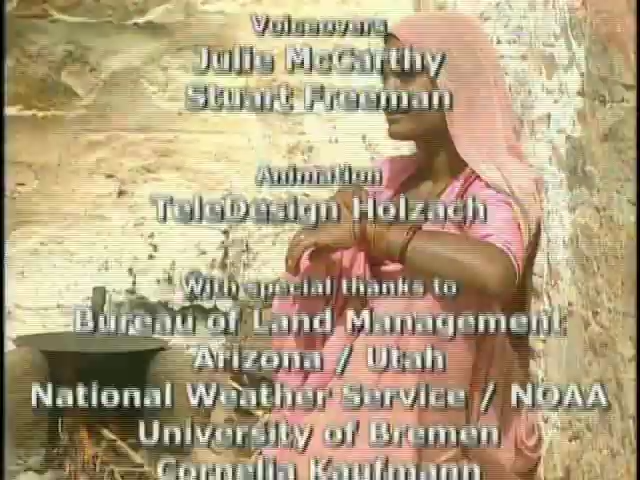 Voiceovers
Julie McCarthy
Stuart Freeman
Animation
TeleDesign Holzach
With special thanks to
Bureau of Land Management
Arizona / Utah
National Weather Service / NOAA
University of Bremen
Cornelia Kaufmann